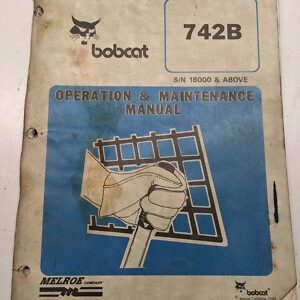 bobcat
742B
S/N 18000 & ABOVE
OPERATION & MAINTENANCE
MANUAL
MELROE
COMPANY
bobcat